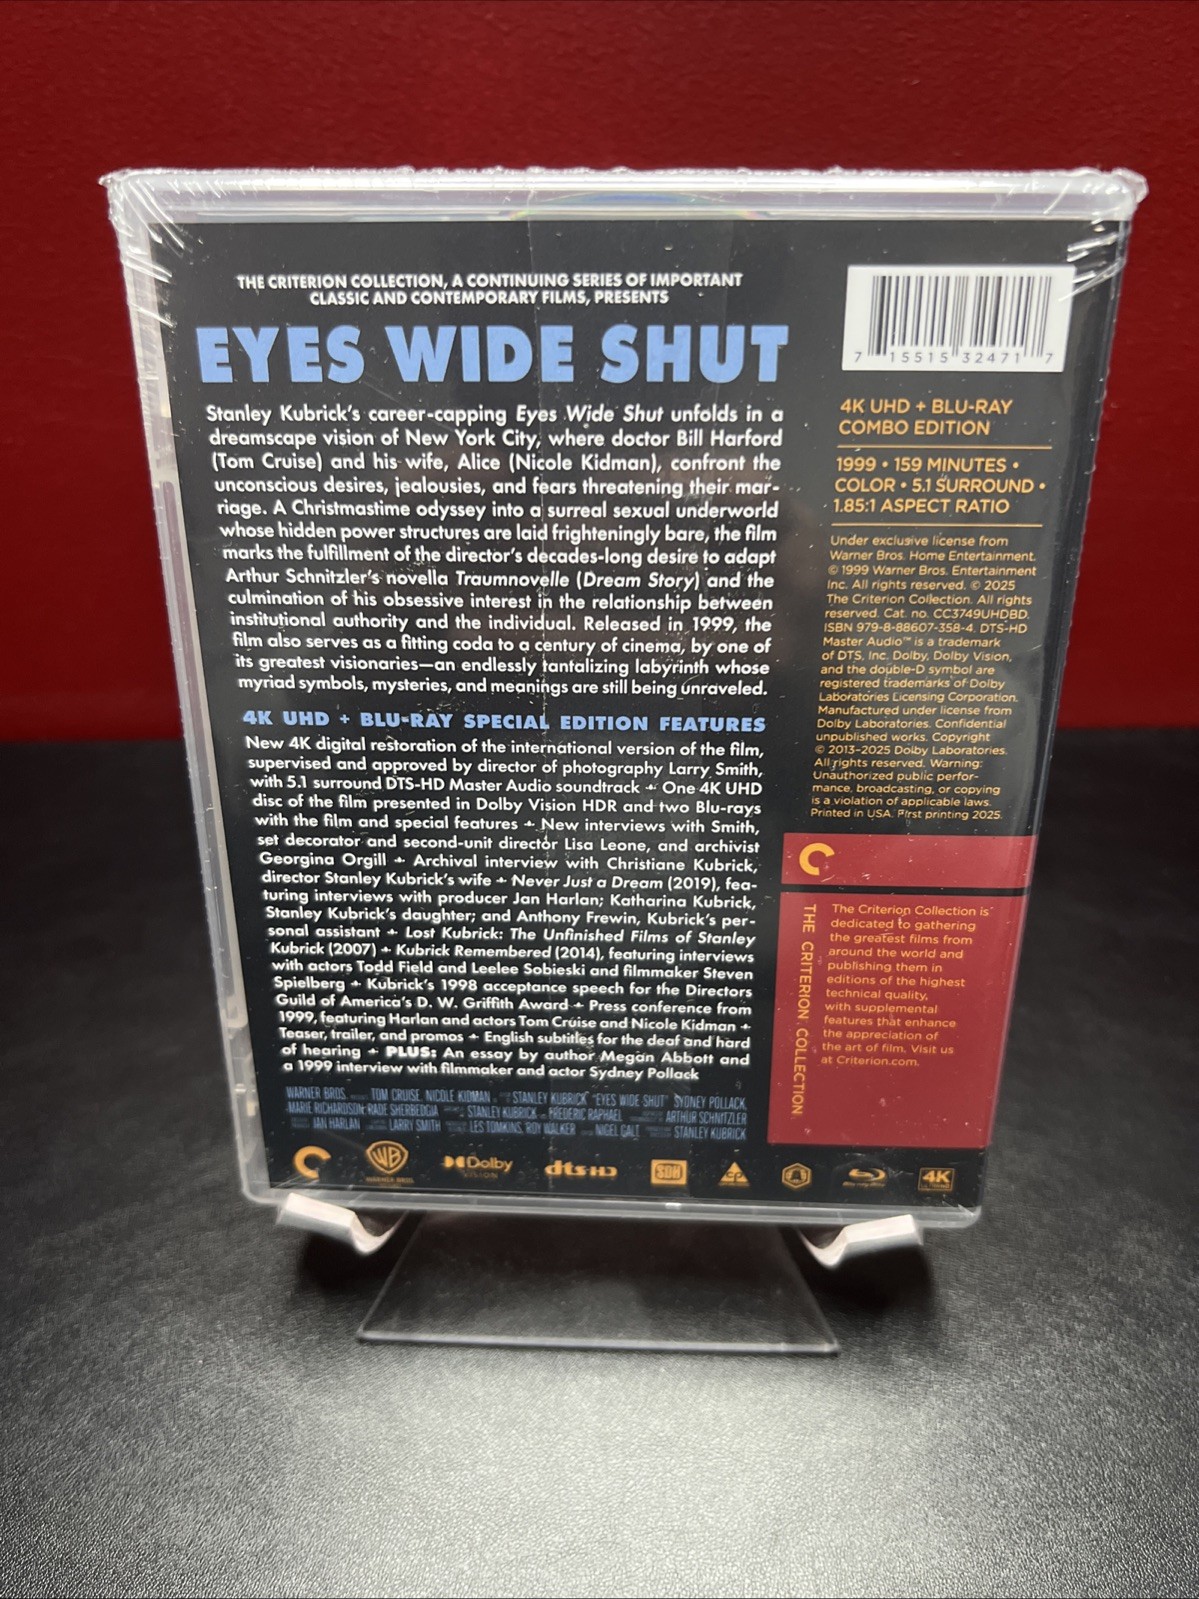 THE CRITERION COLLECTION, A CONTINUING SERIES OF IMPORTANT
CLASSIC AND CONTEMPORARY FILMS, PRESENTS
EYES WIDE SHUT
Stanley Kubrick's career-capping Eyes Wide Shut unfolds in a
dreamscape vision of New York City, where doctor Bill Harford
(Tom Cruise) and his wife, Alice (Nicole Kidman), confront the
unconscious desires, jealousies, and fears threatening their mar-
riage. A Christmastime odyssey into a surreal sexual underworld
whose hidden power structures are laid frighteningly bare, the film
marks the fulfillment of the director's decades-long desire to adapt
Arthur Schnitzler's novella Traumnovelle (Dream Story) and the
culmination of his obsessive interest in the relationship between
institutional authority and the individual. Released in 1999, the
film also serves as a fitting coda to a century of cinema, by one of
its greatest visionaries—an endlessly tantalizing labyrinth whose
myriad symbols, mysteries, and meanings are still being unraveled.
4K UHD + BLU-RAY SPECIAL EDITION FEATURES
New 4K digital restoration of the international version of the film,
supervised and approved by director of photography Larry Smith,
with 5.1 surround DTS-HD Master Audio soundtrack + One 4K UHD
disc of the film presented in Dolby Vision HDR and two Blu-rays
with the film and special features + New interviews with Smith,
set decorator and second-unit director Lisa Leone, and archivist
Georgina Orgill + Archival interview with Christiane Kubrick,
director Stanley Kubrick's wife + Never Just a Dream (2019), fea-
turing interviews with producer Jan Harlan; Katharina Kubrick,
Stanley Kubrick's daughter; and Anthony Frewin, Kubrick's per-
sonal assistant + Lost Kubrick: The Unfinished Films of Stanley
Kubrick (2007) + Kubrick Remembered (2014), featuring interviews
with actors Todd Field and Leelee Sobieski and filmmaker Steven
Spielberg + Kubrick's 1998 acceptance speech for the Directors
Guild of America's D. W. Griffith Award + Press conference from
1999, featuring Harlan and actors Tom Cruise and Nicole Kidman +
Teaser, trailer, and promos + English subtitles for the deaf and hard
of hearing + PLUS: An essay by author Megan Abbott and
a 1999 interview with filmmaker and actor Sydney Pollack
WARNER BROS. TOM CRUISE, NICOLE KIDMAN STANLEY KUBRICK "EYES WIDE SHUT" SYDNEY POLLACK,
MARIE RICHARDSON, RADE SHERBEDGIA STANLEY KUBRICK FREDERIC RAPHAEL ARTHUR SCHNITZLER
JAN HARLAN LARRY SMITH LES TOMKINS, ROY WALKER NIGEL GALT STANLEY KUBRICK
WB
WARNER BROS.
Dolby
VISION
dts-HD
SDH
Blu-ray Disc
4K
7 15515 32471 7
4K UHD + BLU-RAY
COMBO EDITION
1999 • 159 MINUTES •
COLOR • 5.1 SURROUND •
1.85:1 ASPECT RATIO
Under exclusive license from
Warner Bros. Home Entertainment.
© 1999 Warner Bros. Entertainment
Inc. All rights reserved. © 2025
The Criterion Collection. All rights
reserved. Cat. no. CC3749UHDBD.
ISBN 979-8-88607-358-4. DTS-HD
Master Audio™ is a trademark
of DTS, Inc. Dolby, Dolby Vision,
and the double-D symbol are
registered trademarks of Dolby
Laboratories Licensing Corporation.
Manufactured under license from
Dolby Laboratories. Confidential
unpublished works. Copyright
© 2013–2025 Dolby Laboratories.
All rights reserved. Warning:
Unauthorized public perfor-
mance, broadcasting, or copying
is a violation of applicable laws.
Printed in USA. First printing 2025.
THE CRITERION COLLECTION
The Criterion Collection is
dedicated to gathering
the greatest films from
around the world and
publishing them in
editions of the highest
technical quality,
with supplemental
features that enhance
the appreciation of
the art of film. Visit us
at Criterion.com.